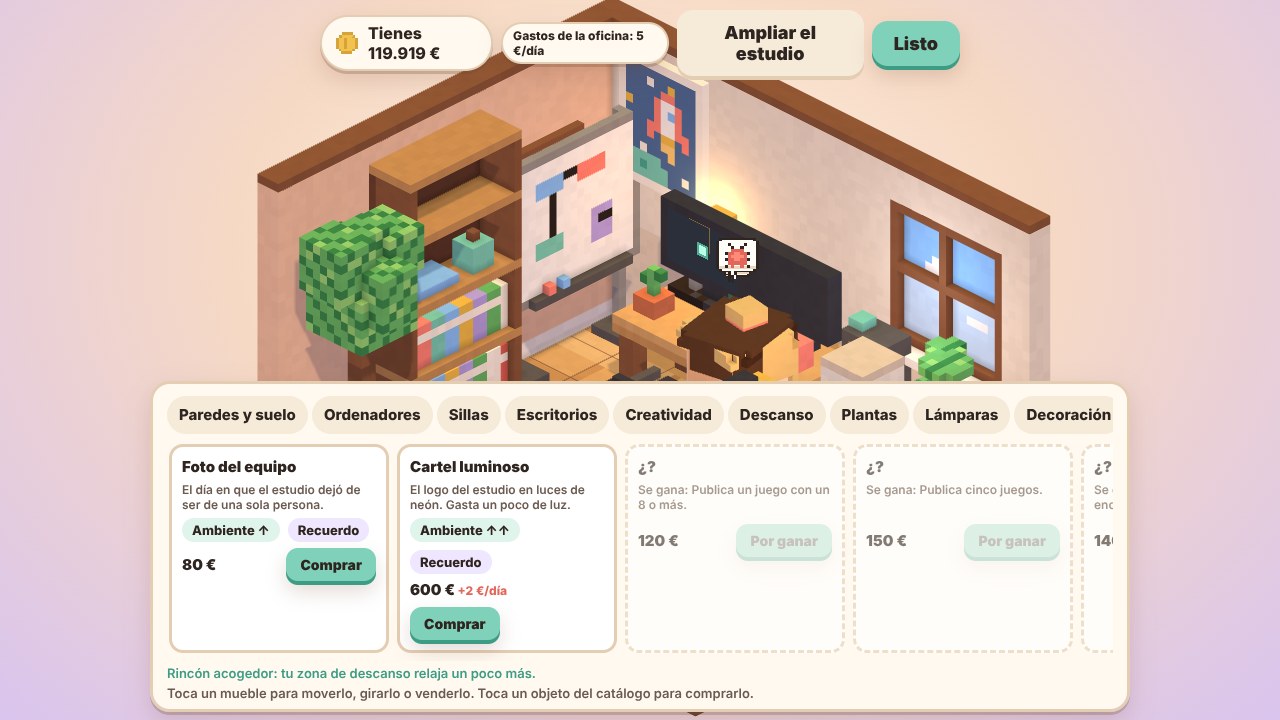 Tienes
119.919 €
Gastos de la oficina: 5
€/día
Ampliar el
estudio
Listo
Paredes y suelo
Ordenadores
Sillas
Escritorios
Creatividad
Descanso
Plantas
Lámparas
Decoración
Foto del equipo
El día en que el estudio dejó de
ser de una sola persona.
Ambiente ↑
Recuerdo
80 €
Comprar
Cartel luminoso
El logo del estudio en luces de
neón. Gasta un poco de luz.
Ambiente ↑↑
Recuerdo
600 € +2 €/día
Comprar
¿?
Se gana: Publica un juego con un
8 o más.
120 €
Por ganar
¿?
Se gana: Publica cinco juegos.
150 €
Por ganar
¿?
Se
Rincón acogedor: tu zona de descanso relaja un poco más.
Toca un mueble para moverlo, girarlo o venderlo. Toca un objeto del catálogo para comprarlo.